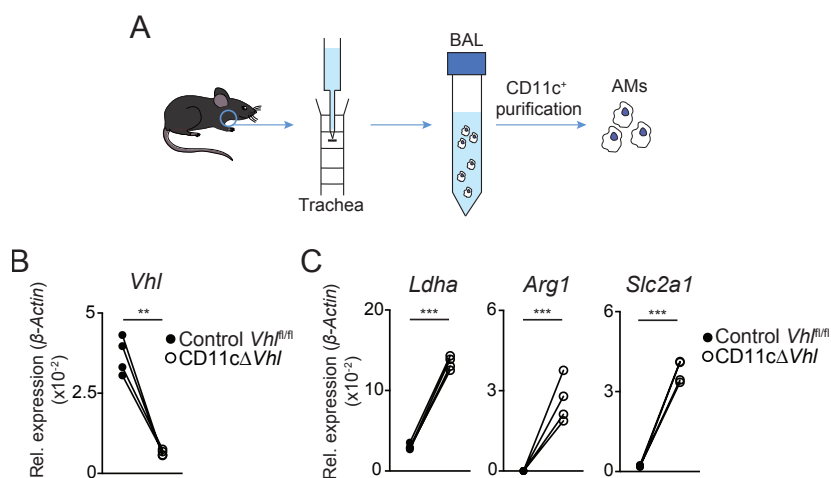 A
BAL
CD11c⁺
purification
AMs
Trachea
B
Vhl
**
5
2.5
0
Rel. expression (β-Actin)
(x10⁻²)
Control Vhlᶠˡ/ᶠˡ
CD11cΔVhl
C
Ldha
Arg1
Slc2a1
***
***
***
20
10
0
6
3
0
6
3
0
Rel. expression (β-Actin)
(x10⁻²)
Control Vhlᶠˡ/ᶠˡ
CD11cΔVhl